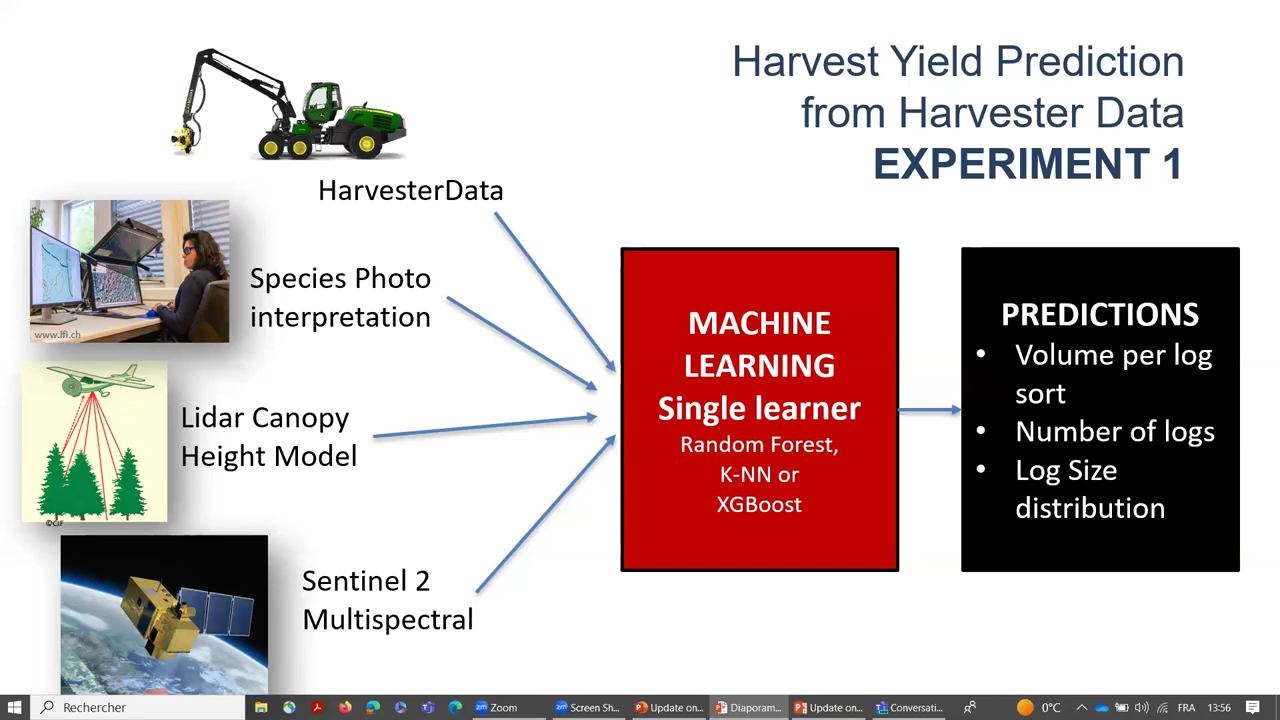 Harvest Yield Prediction
from Harvester Data
EXPERIMENT 1
HarvesterData
Species Photo
interpretation
www.lfi.ch
Lidar Canopy
Height Model
©CIF
Sentinel 2
Multispectral
MACHINE
LEARNING
Single learner
Random Forest,
K-NN or
XGBoost
PREDICTIONS
• Volume per log
sort
• Number of logs
• Log Size
distribution
Rechercher
Zoom
Screen Sh...
Update on...
Diaporam...
Update on...
Conversati...
0°C
FRA
13:56